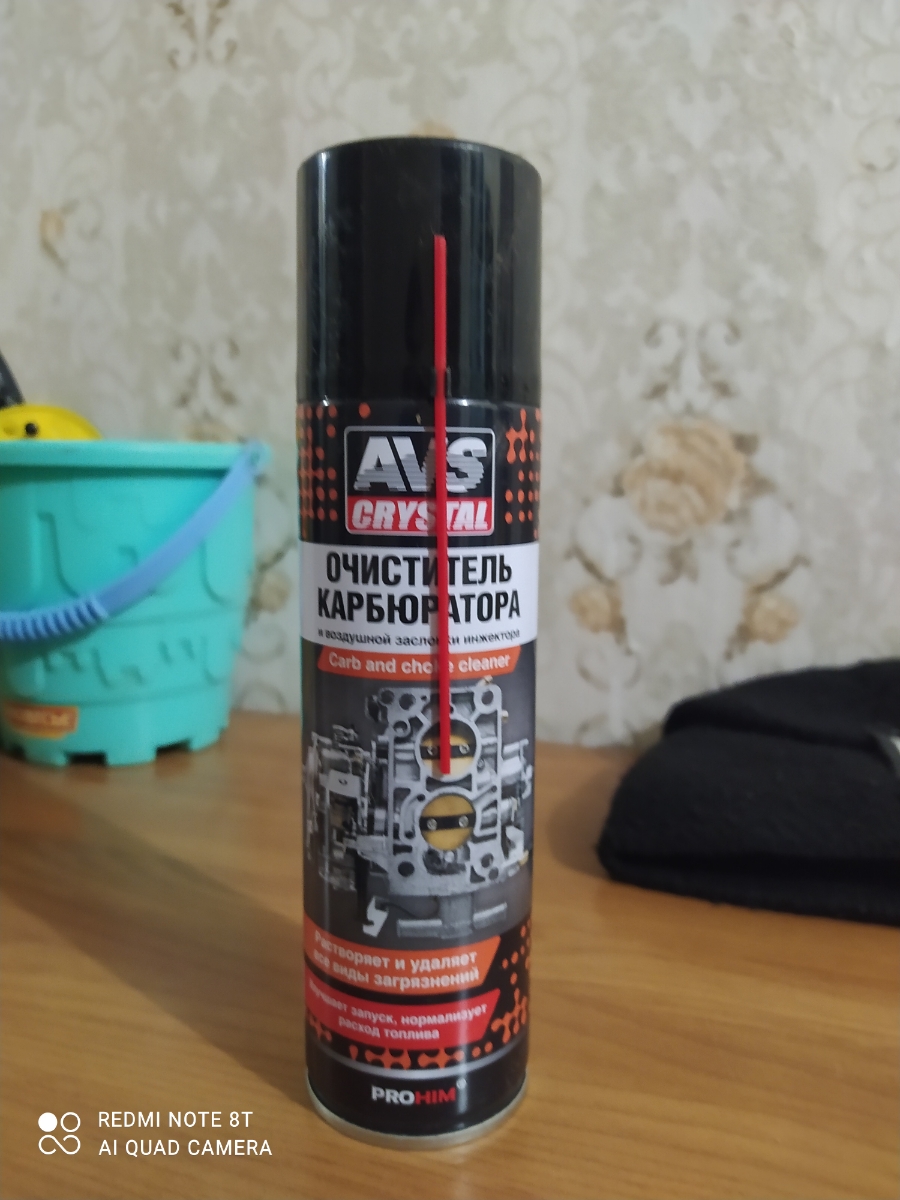 AVS
CRYSTAL
ОЧИСТИТЕЛЬ
КАРБЮРАТОРА
и воздушной заслонки инжектора
Carb and choke cleaner
Растворяет и удаляет
все виды загрязнений
Улучшает запуск, нормализует
расход топлива
PROHIM®
REDMI NOTE 8T
AI QUAD CAMERA